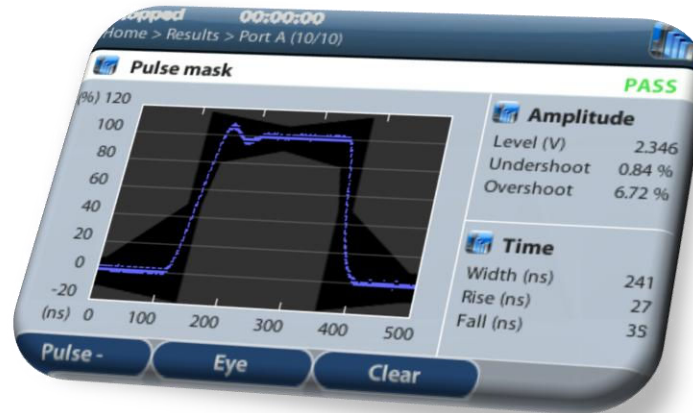 00:00:00
Home > Results > Port A (10/10)
Pulse mask
PASS
(%) 120
100
80
60
40
20
0
-20
(ns) 0 100 200 300 400 500
Amplitude
Level (V) 2.346
Undershoot 0.84 %
Overshoot 6.72 %
Time
Width (ns) 241
Rise (ns) 27
Fall (ns) 35
Pulse - Eye Clear